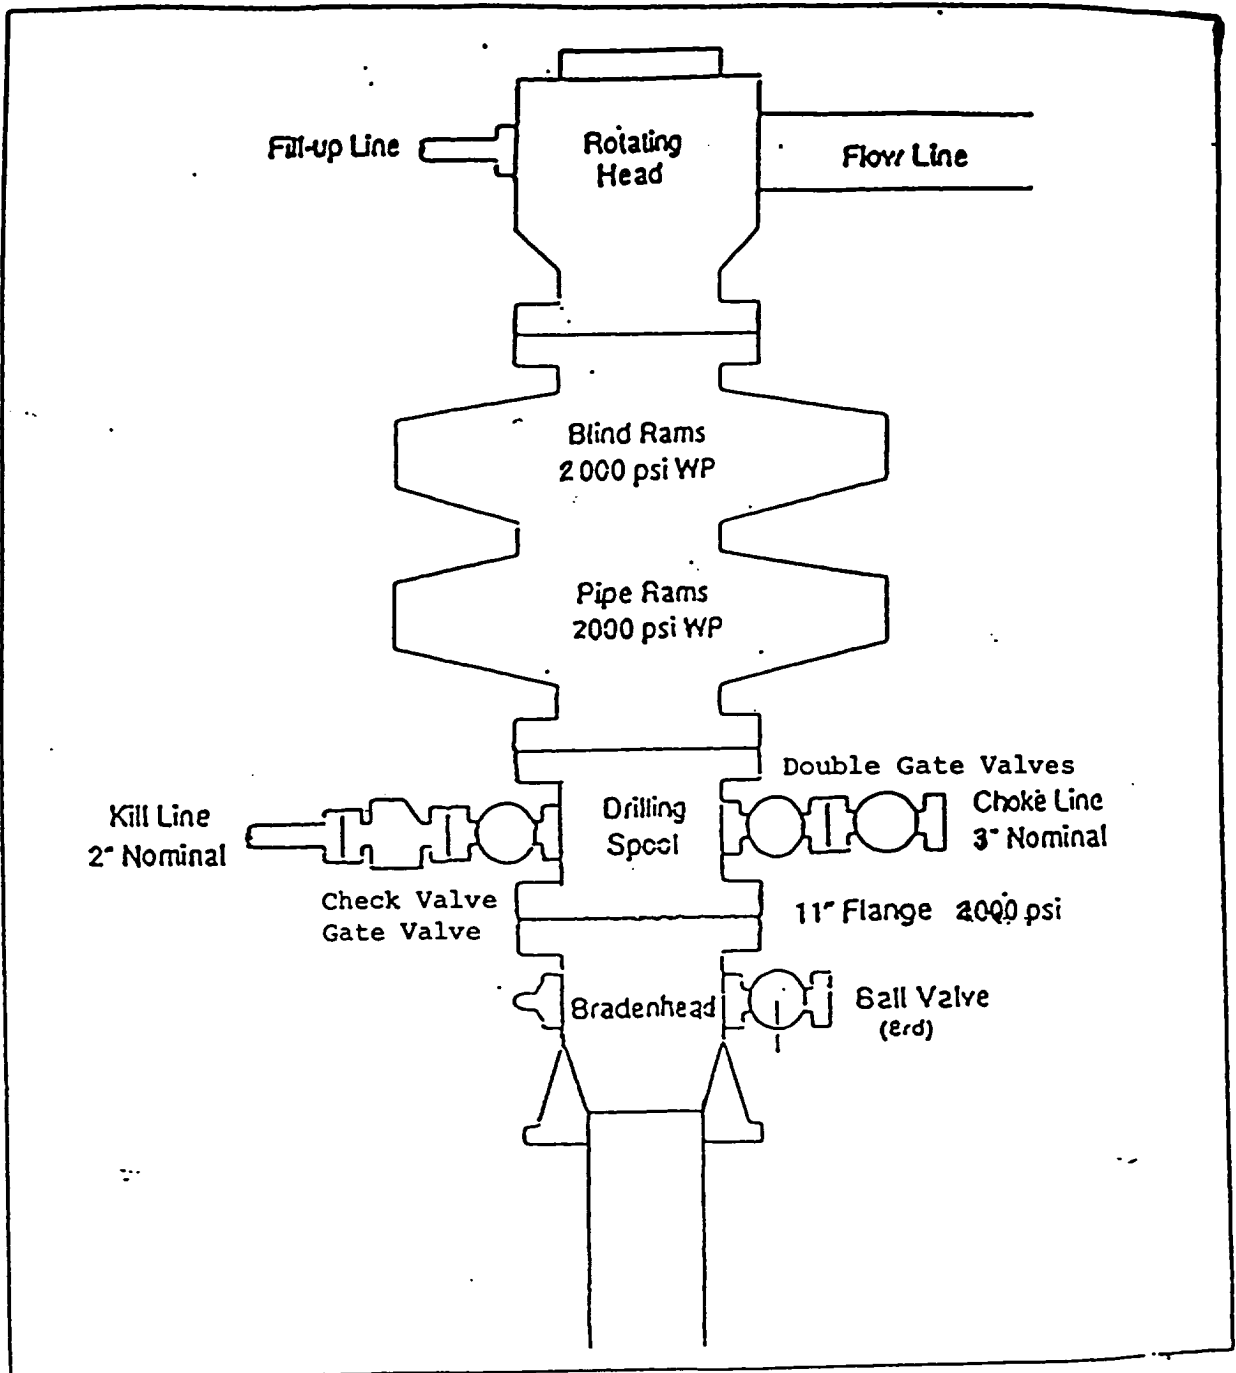 Fill-up Line
Rotating
Head
Flow Line
Blind Rams
2000 psi WP
Pipe Rams
2000 psi WP
Double Gate Valves
Kill Line
2" Nominal
Drilling
Spool
Choke Line
3" Nominal
Check Valve
Gate Valve
11" Flange 2000 psi
Bradenhead
Ball Valve